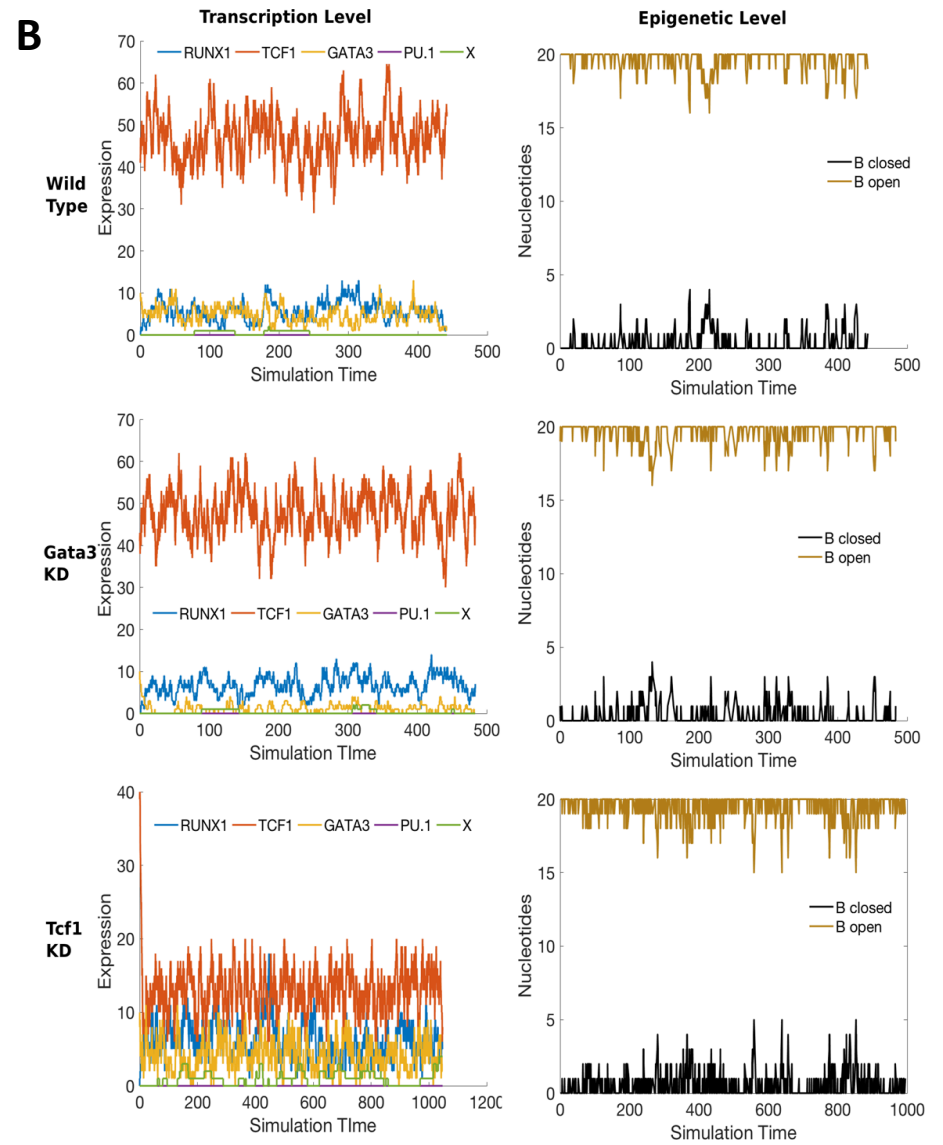 B
Transcription Level
Epigenetic Level
Wild
Type
Expression
70
60
50
40
30
20
10
0
RUNX1 TCF1 GATA3 PU.1 X
0 100 200 300 400 500
Simulation TIme
Neucleotides
20
15
10
5
0
B closed
B open
0 100 200 300 400 500
Simulation Time
Gata3
KD
Expression
70
60
50
40
30
20
10
0
RUNX1 TCF1 GATA3 PU.1 X
0 100 200 300 400 500
Simulation TIme
Nucleotides
20
15
10
5
0
B closed
B open
0 100 200 300 400 500
Simulation Time
Tcf1
KD
Expression
40
30
20
10
0
RUNX1 TCF1 GATA3 PU.1 X
0 200 400 600 800 1000 1200
Simulation TIme
Nucleotides
20
15
10
5
0
B closed
B open
0 200 400 600 800 1000
Simulation Time